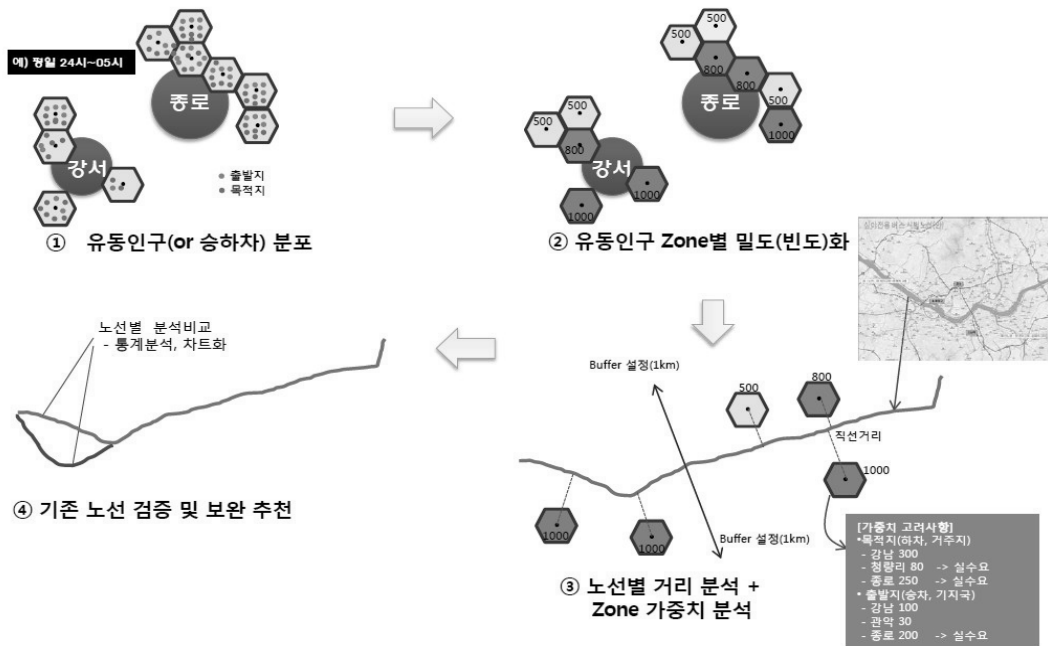 예) 평일 24시~05시
종로
강서
출발지
목적지
① 유동인구(or 승하차) 분포
500
500
800
800
500
1000
종로
500
500
800
강서
1000
1000
② 유동인구 Zone별 밀도(빈도)화
노선별 분석비교
- 통계분석, 차트화
④ 기존 노선 검증 및 보완 추천
Buffer 설정(1km)
500
800
직선거리
1000
1000
1000
Buffer 설정(1km)
③ 노선별 거리 분석 +
Zone 가중치 분석
[가중치 고려사항]
•목적지(하차, 거주지)
- 강남 300
- 청량리 80 -> 실수요
- 종로 250 -> 실수요
• 출발지(승차, 기지국)
- 강남 100
- 관악 30
- 종로 200 -> 실수요